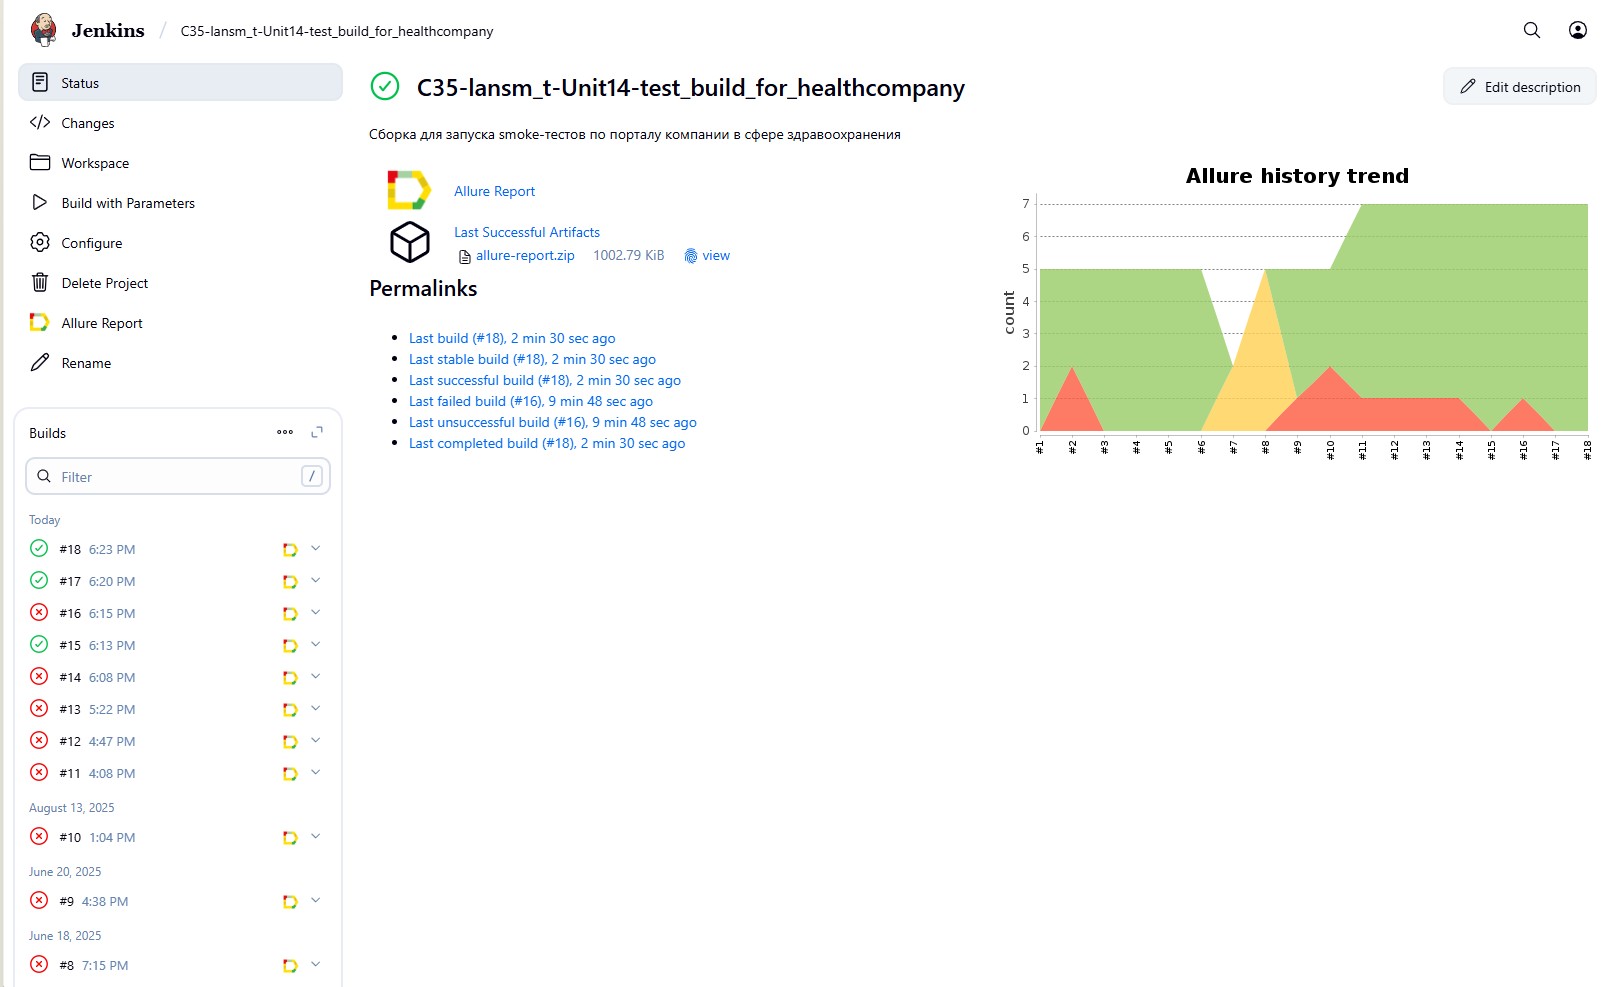 Jenkins / C35-lansm_t-Unit14-test_build_for_healthcompany
Status
Changes
Workspace
Build with Parameters
Configure
Delete Project
Allure Report
Rename
Builds
Filter /
Today
#18 6:23 PM
#17 6:20 PM
#16 6:15 PM
#15 6:13 PM
#14 6:08 PM
#13 5:22 PM
#12 4:47 PM
#11 4:08 PM
August 13, 2025
#10 1:04 PM
June 20, 2025
#9 4:38 PM
June 18, 2025
#8 7:15 PM
C35-lansm_t-Unit14-test_build_for_healthcompany
Edit description
Сборка для запуска smoke-тестов по порталу компании в сфере здравоохранения
Allure Report
Last Successful Artifacts
allure-report.zip 1002.79 KiB view
Permalinks
Last build (#18), 2 min 30 sec ago
Last stable build (#18), 2 min 30 sec ago
Last successful build (#18), 2 min 30 sec ago
Last failed build (#16), 9 min 48 sec ago
Last unsuccessful build (#16), 9 min 48 sec ago
Last completed build (#18), 2 min 30 sec ago
Allure history trend
count
7
6
5
4
3
2
1
0
#1 #2 #3 #4 #5 #6 #7 #8 #9 #10 #11 #12 #13 #14 #15 #16 #17 #18